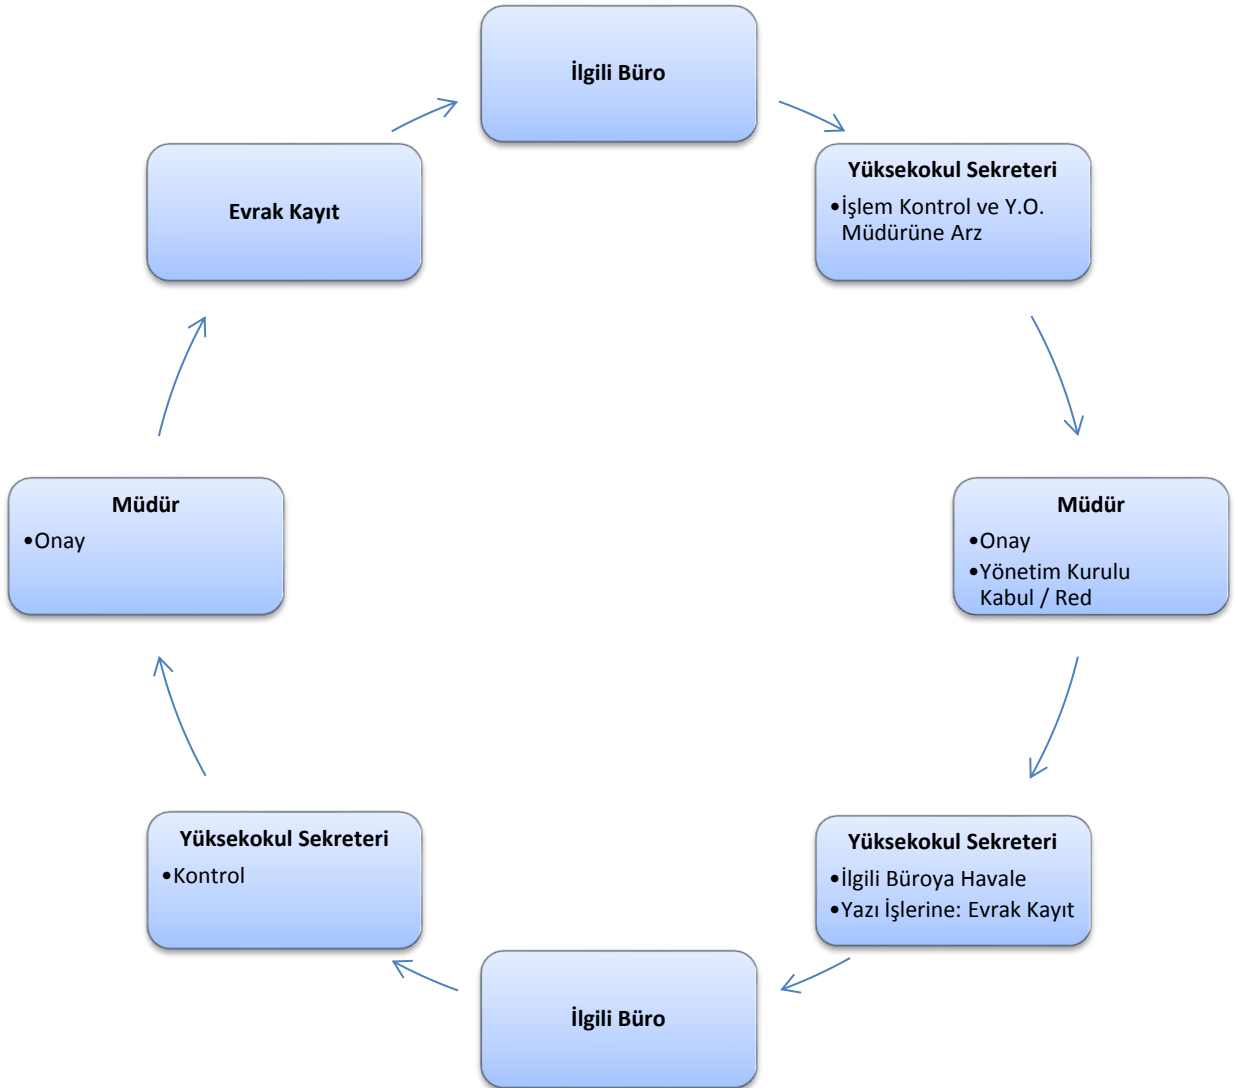 İlgili Büro
Yüksekokul Sekreteri
•İşlem Kontrol ve Y.O.
Müdürüne Arz
Müdür
•Onay
•Yönetim Kurulu
Kabul / Red
Yüksekokul Sekreteri
•İlgili Büroya Havale
•Yazı İşlerine: Evrak Kayıt
İlgili Büro
Yüksekokul Sekreteri
•Kontrol
Müdür
•Onay
Evrak Kayıt